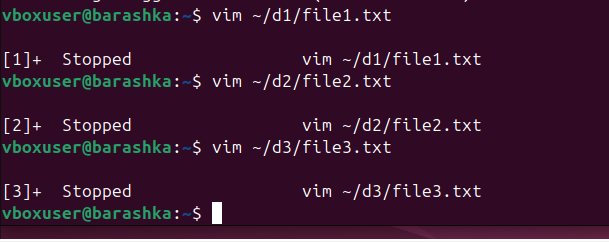 vboxuser@barashka:~$ vim ~/d1/file1.txt
[1]+  Stopped                 vim ~/d1/file1.txt
vboxuser@barashka:~$ vim ~/d2/file2.txt
[2]+  Stopped                 vim ~/d2/file2.txt
vboxuser@barashka:~$ vim ~/d3/file3.txt
[3]+  Stopped                 vim ~/d3/file3.txt
vboxuser@barashka:~$